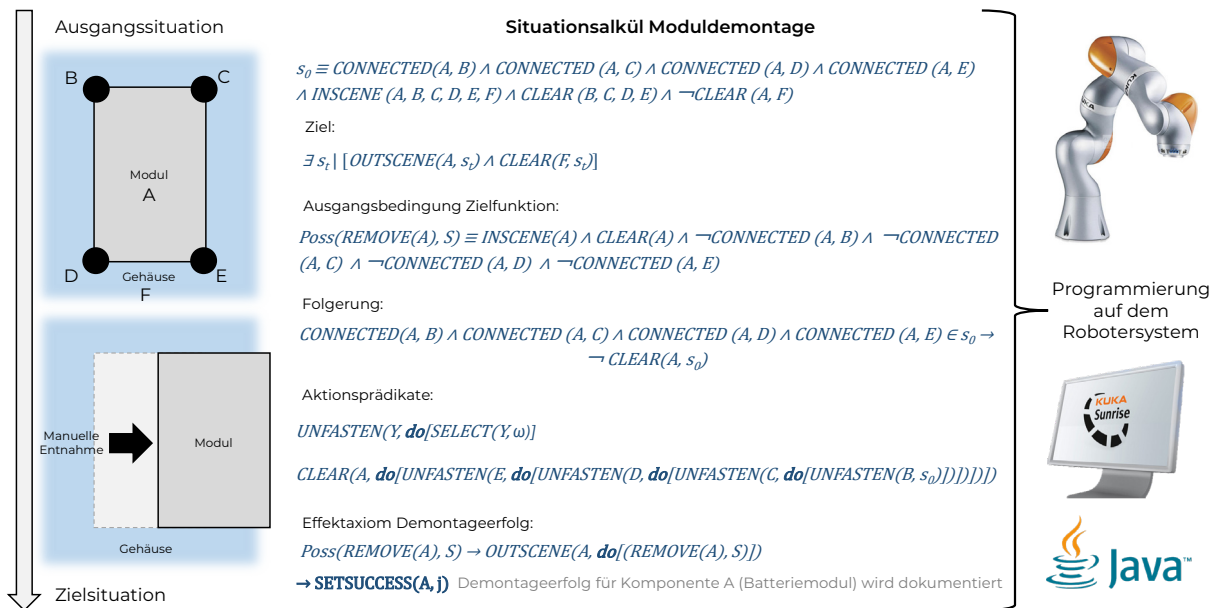 Ausgangssituation
B
C
Modul
A
D
E
Gehäuse
F
Manuelle
Entnahme
Modul
Gehäuse
Zielsituation
Situationsalkül Moduldemontage
s₀ ≡ CONNECTED(A, B) ∧ CONNECTED (A, C) ∧ CONNECTED (A, D) ∧ CONNECTED (A, E)
∧ INSCENE (A, B, C, D, E, F) ∧ CLEAR (B, C, D, E) ∧ ¬CLEAR (A, F)
Ziel:
∃ sₜ | [OUTSCENE(A, sₜ) ∧ CLEAR(F, sₜ)]
Ausgangsbedingung Zielfunktion:
Poss(REMOVE(A), S) ≡ INSCENE(A) ∧ CLEAR(A) ∧ ¬CONNECTED (A, B) ∧ ¬CONNECTED
(A, C) ∧ ¬CONNECTED (A, D) ∧ ¬CONNECTED (A, E)
Folgerung:
CONNECTED(A, B) ∧ CONNECTED (A, C) ∧ CONNECTED (A, D) ∧ CONNECTED (A, E) ∈ s₀ →
¬ CLEAR(A, s₀)
Aktionsprädikate:
UNFASTEN(Y, do[SELECT(Y,ω)]
CLEAR(A, do[UNFASTEN(E, do[UNFASTEN(D, do[UNFASTEN(C, do[UNFASTEN(B, s₀)])])])])
Effektaxiom Demontageerfolg:
Poss(REMOVE(A), S) → OUTSCENE(A, do[(REMOVE(A), S)])
→ SETSUCCESS(A, j) Demontageerfolg für Komponente A (Batteriemodul) wird dokumentiert
KUKA
Programmierung
auf dem
Robotersystem
KUKA
Sunrise
Java™